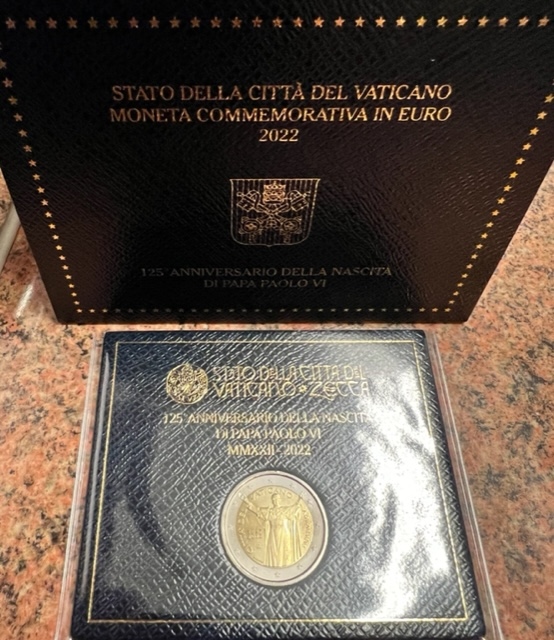 STATO DELLA CITTÀ DEL VATICANO
MONETA COMMEMORATIVA IN EURO
2022
125° ANNIVERSARIO DELLA NASCITA
DI PAPA PAOLO VI
STATO DELLA CITTÀ DEL
VATICANO • ZECCA
125° ANNIVERSARIO DELLA NASCITA
DI PAPA PAOLO VI
MMXXII - 2022